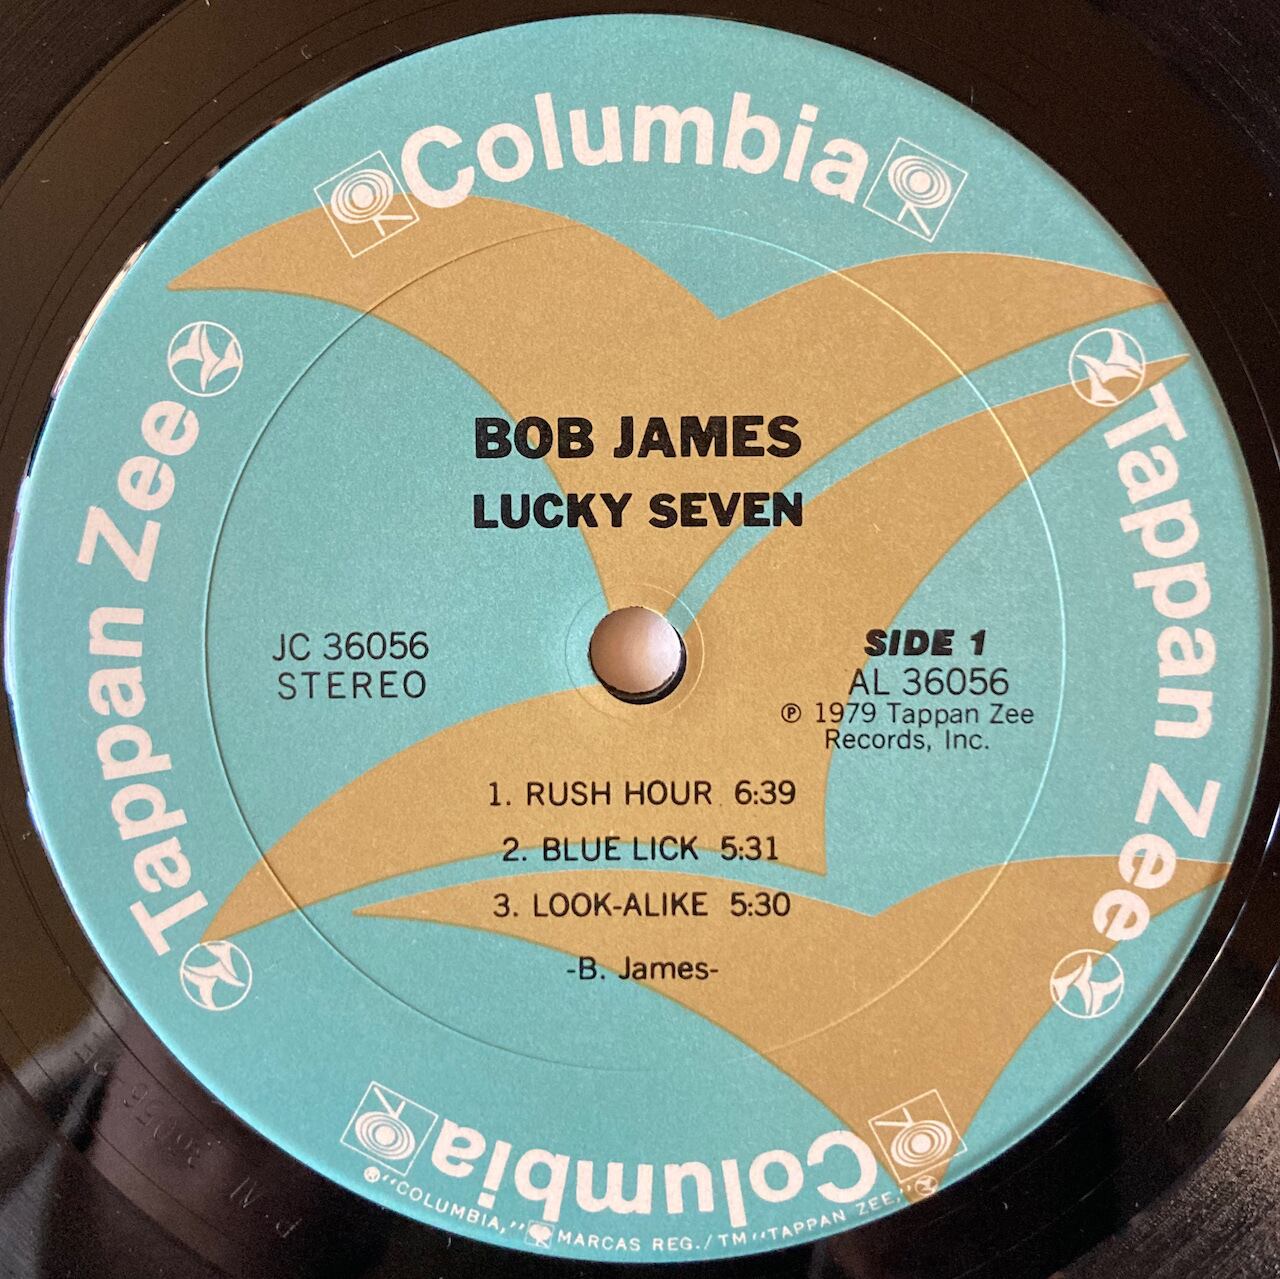 Columbia
Tappan Zee
Tappan Zee
BOB JAMES
LUCKY SEVEN
JC 36056
STEREO
SIDE 1
AL 36056
℗ 1979 Tappan Zee
Records, Inc.
1. RUSH HOUR 6:39
2. BLUE LICK 5:31
3. LOOK-ALIKE 5:30
-B. James-
Columbia
®“COLUMBIA,” MARCAS REG./TM “TAPPAN ZEE,”